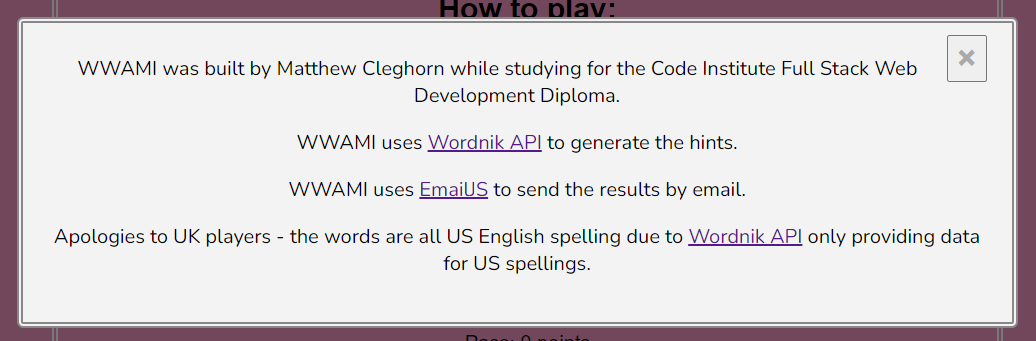 How to play:
WWAMI was built by Matthew Cleghorn while studying for the Code Institute Full Stack Web
Development Diploma.
WWAMI uses Wordnik API to generate the hints.
WWAMI uses EmailJS to send the results by email.
Apologies to UK players - the words are all US English spelling due to Wordnik API only providing data
for US spellings.
Pass: 0 points